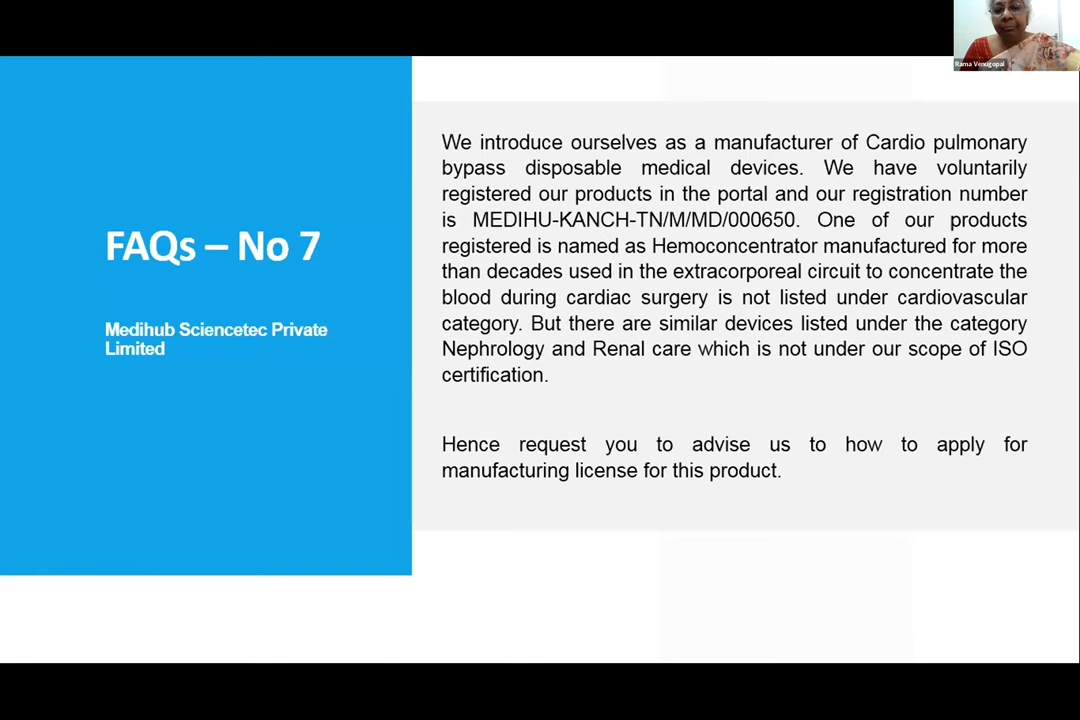 Rama Venugopal
FAQs – No 7
Medihub Sciencetec Private
Limited
We introduce ourselves as a manufacturer of Cardio pulmonary
bypass disposable medical devices. We have voluntarily
registered our products in the portal and our registration number
is MEDIHU-KANCH-TN/M/MD/000650. One of our products
registered is named as Hemoconcentrator manufactured for more
than decades used in the extracorporeal circuit to concentrate the
blood during cardiac surgery is not listed under cardiovascular
category. But there are similar devices listed under the category
Nephrology and Renal care which is not under our scope of ISO
certification.
Hence request you to advise us to how to apply for
manufacturing license for this product.